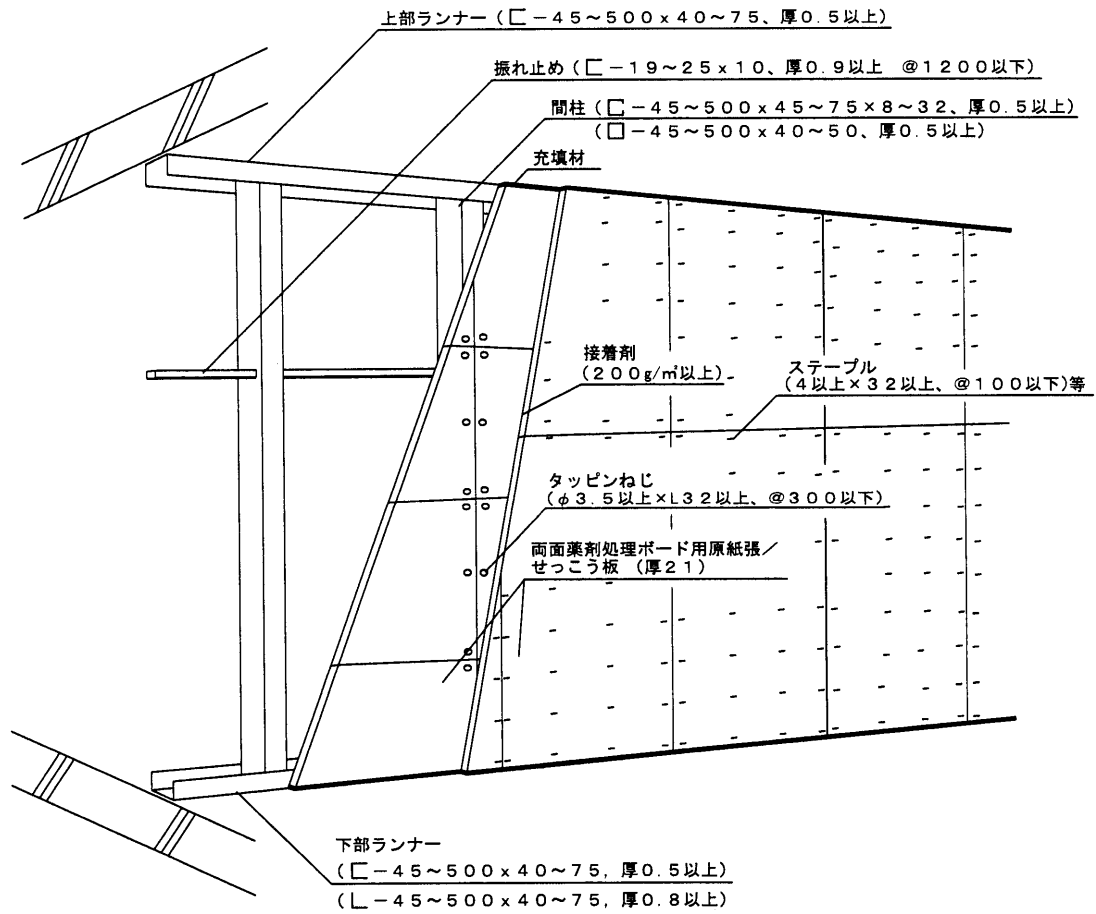 上部ランナー（⊏－４５～５００ｘ４０～７５、厚０．５以上）
振れ止め（⊏－１９～２５ｘ１０、厚０．９以上　＠１２００以下）
間柱（⊏－４５～５００ｘ４５～７５×８～３２、厚０．５以上）
（□－４５～５００ｘ４０～５０、厚０．５以上）
充填材
接着剤
（２００g/㎡以上）
ステープル
（４以上×３２以上、＠１００以下）等
タッピンねじ
（φ３．５以上×L３２以上、＠３００以下）
両面薬剤処理ボード用原紙張／
せっこう板　（厚２１）
下部ランナー
（⊏－４５～５００ｘ４０～７５，厚０．５以上）
（∟－４５～５００ｘ４０～７５，厚０．８以上）